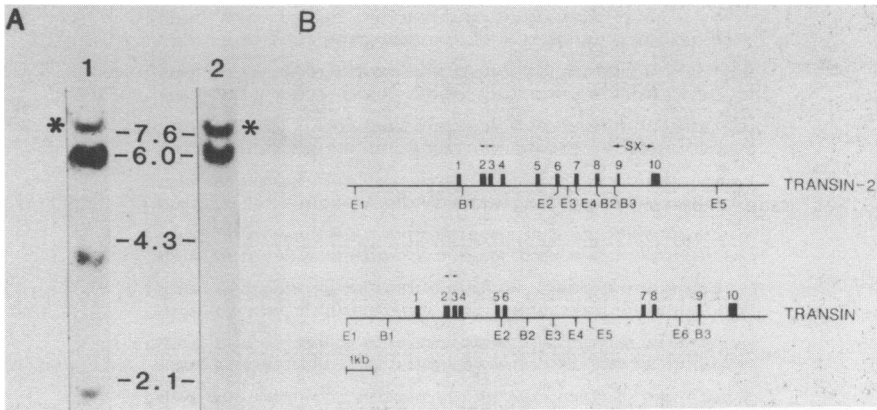 A
B
1
2
*
*
-7.6-
-6.0-
-4.3-
-2.1-
← SX →
1 2 3 4 5 6 7 8 9 10
TRANSIN-2
E1 B1 E2 E3 E4 B2 B3 E5
1 2 3 4 5 6 7 8 9 10
TRANSIN
E1 B1 E2 B2 E3 E4 E5 E6 B3
1kb